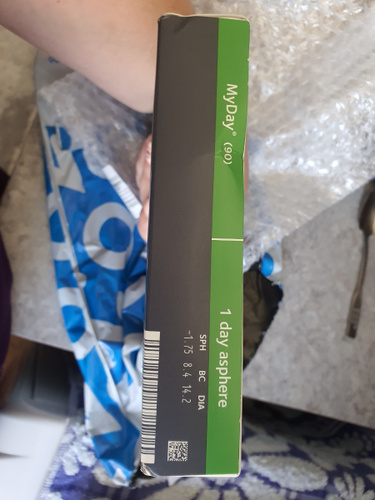 MyDay® (90)
1 day asphere
SPH BC DIA
-1.75 8.4 14.2